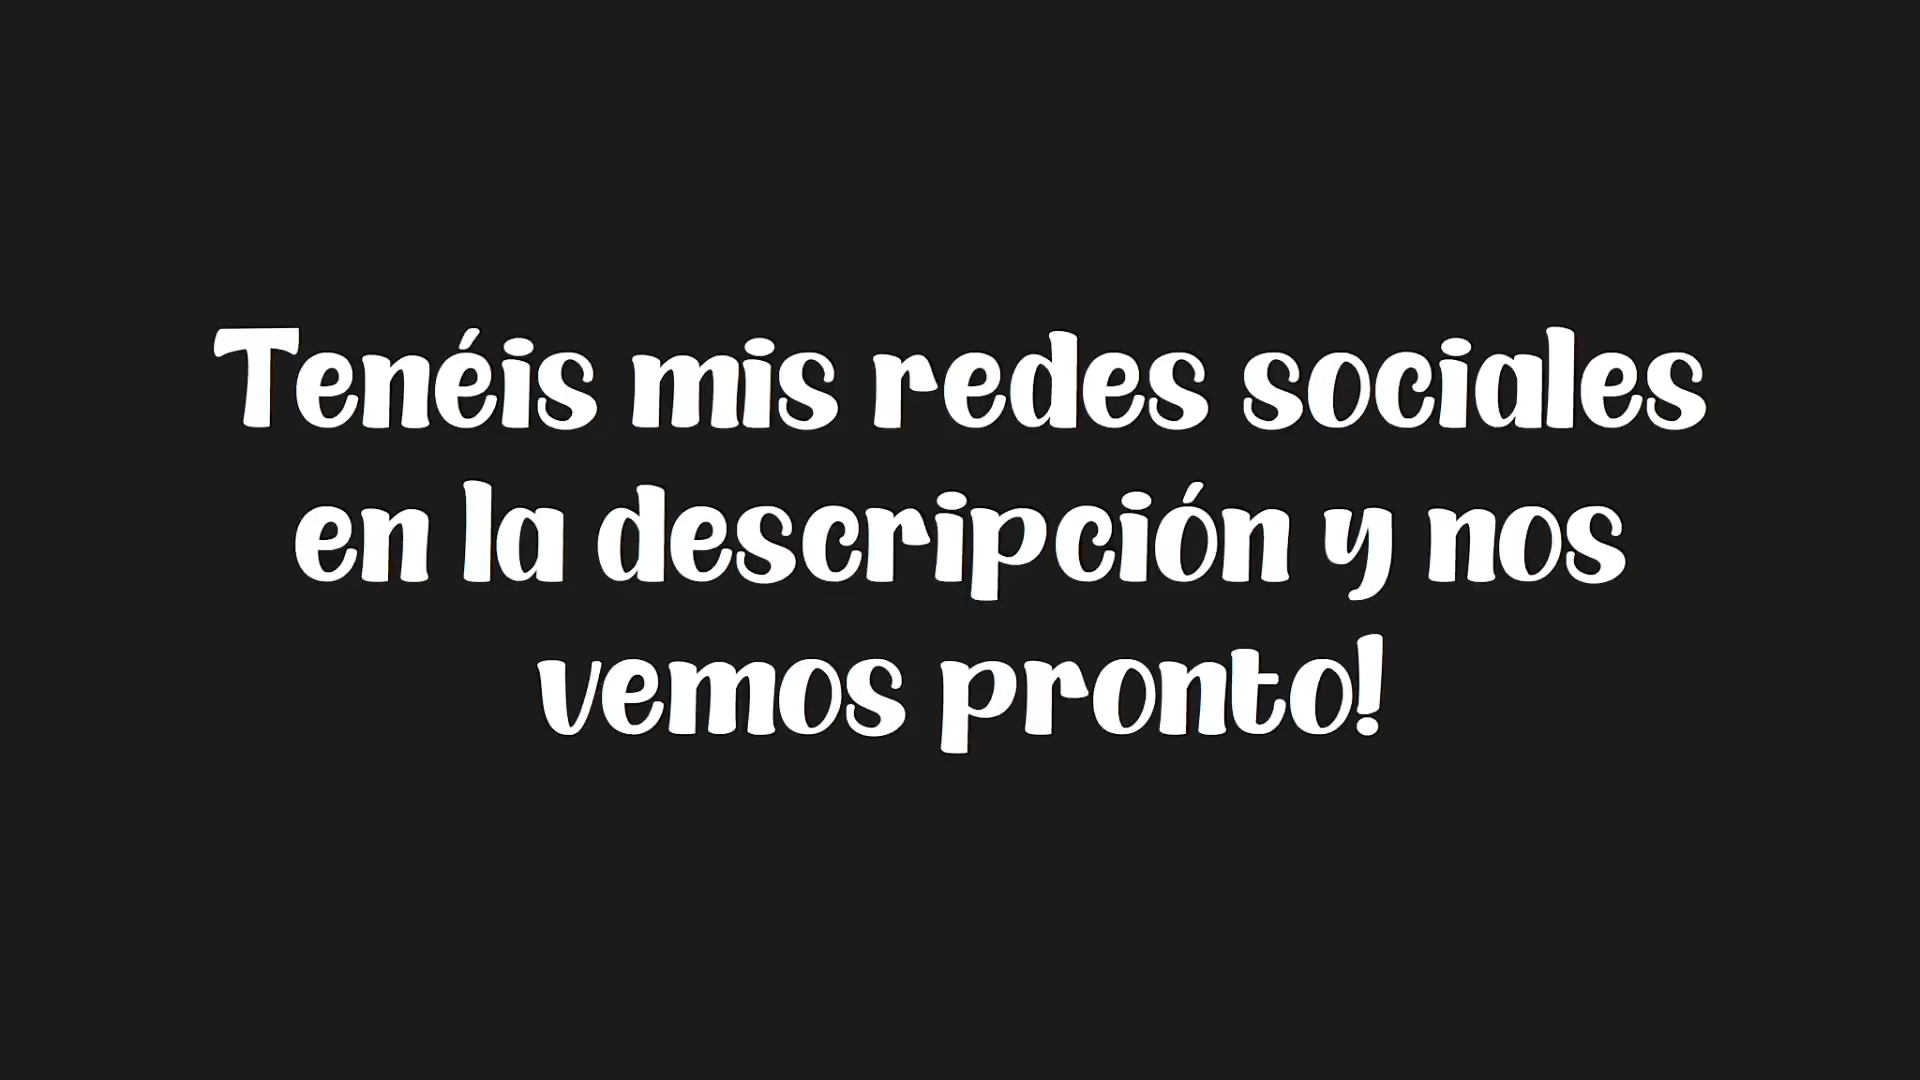 Tenéis mis redes sociales
en la descripción y nos
vemos pronto!